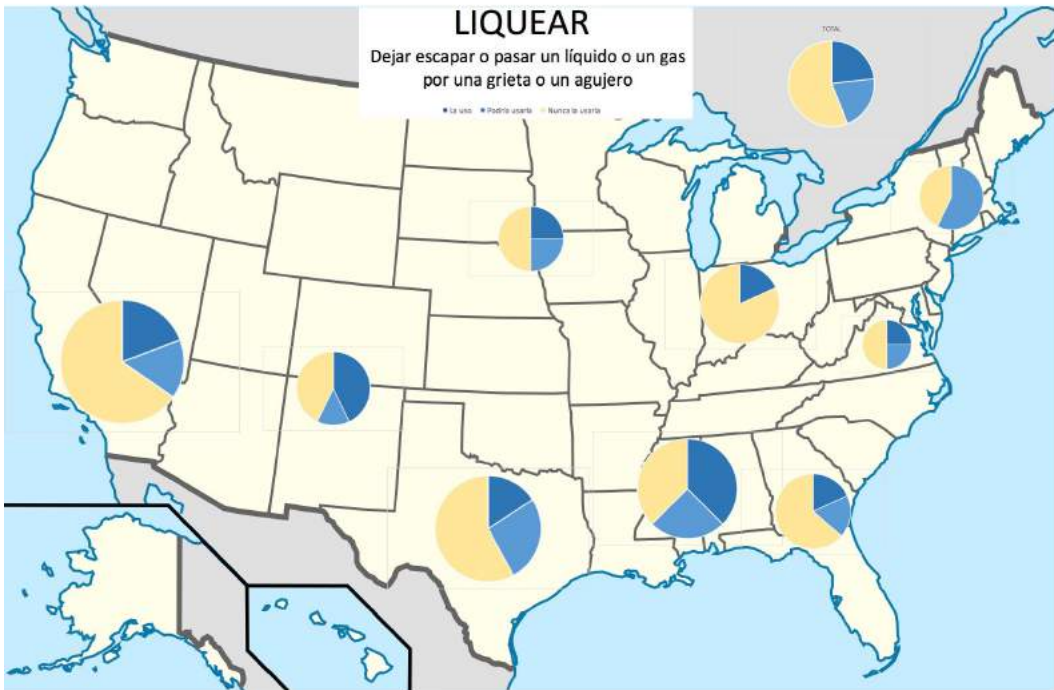 LIQUEAR
Dejar escapar o pasar un líquido o un gas
por una grieta o un agujero
La uso Podría usarla Nunca la usaría
TOTAL